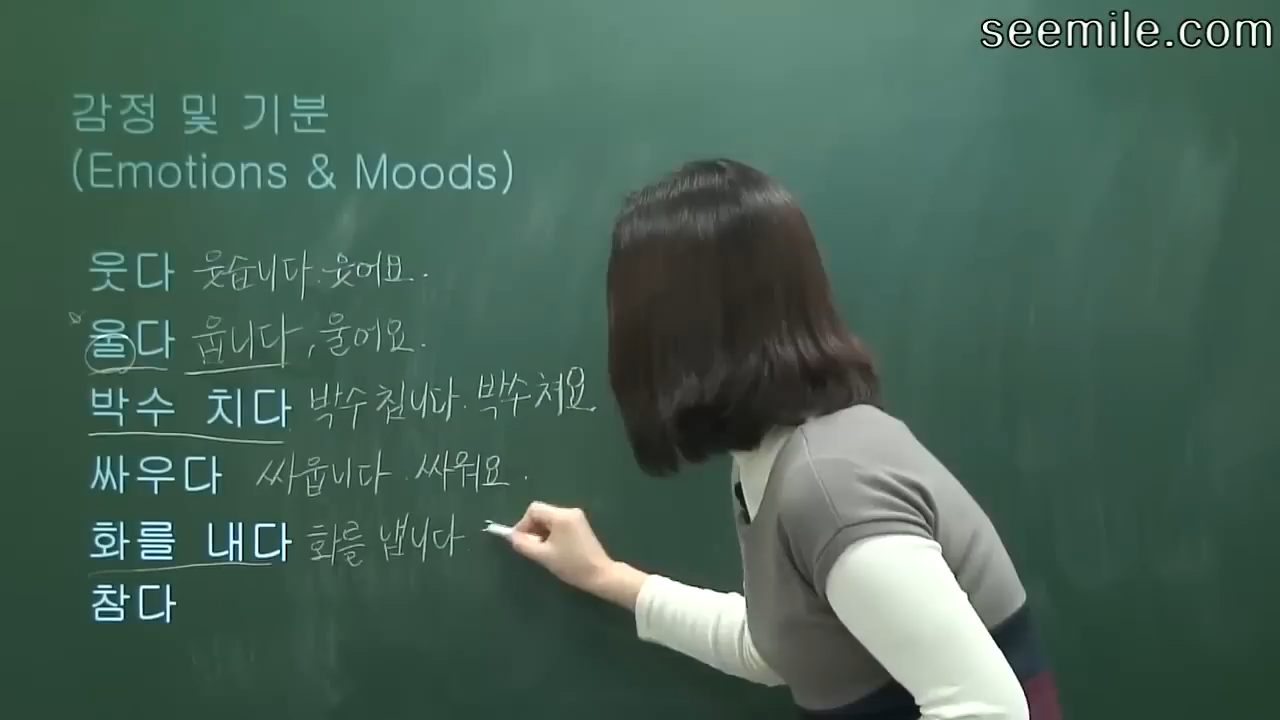 seemile.com
감정 및 기분
(Emotions & Moods)
웃다 웃습니다. 웃어요.
울다 웁니다, 울어요.
박수 치다 박수 칩니다. 박수 쳐요
싸우다 싸웁니다. 싸워요.
화를 내다 화를 냅니다.
참다